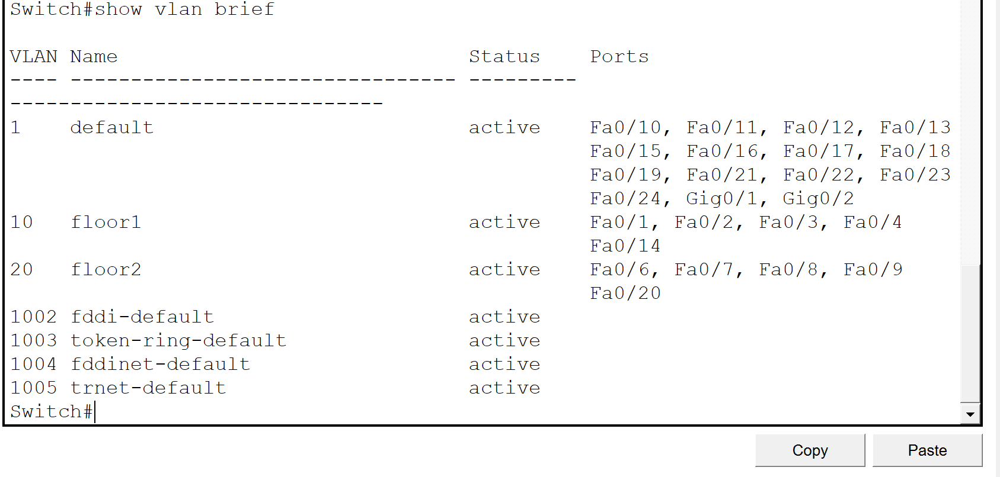 Switch#show vlan brief
VLAN Name                             Status    Ports
---- -------------------------------- ---------
-------------------------------
1    default                          active    Fa0/10, Fa0/11, Fa0/12, Fa0/13
                                                Fa0/15, Fa0/16, Fa0/17, Fa0/18
                                                Fa0/19, Fa0/21, Fa0/22, Fa0/23
                                                Fa0/24, Gig0/1, Gig0/2
10   floor1                           active    Fa0/1, Fa0/2, Fa0/3, Fa0/4
                                                Fa0/14
20   floor2                           active    Fa0/6, Fa0/7, Fa0/8, Fa0/9
                                                Fa0/20
1002 fddi-default                     active
1003 token-ring-default               active
1004 fddinet-default                  active
1005 trnet-default                    active
Switch#
Copy Paste